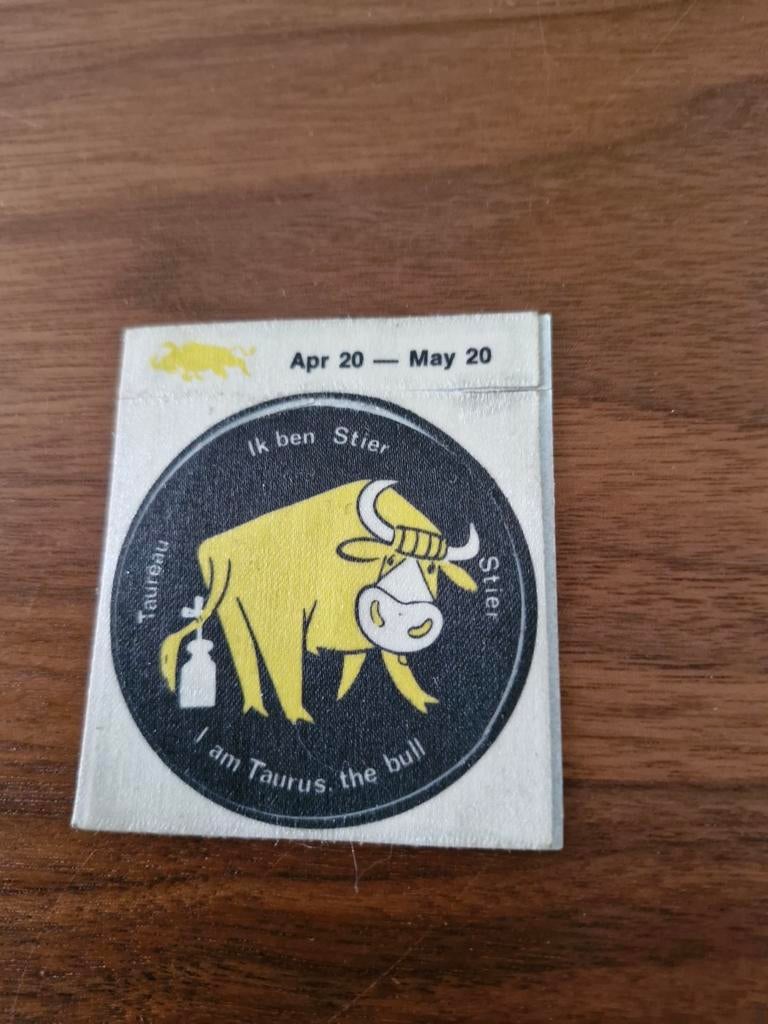 Apr 20 — May 20
Ik ben Stier
Taureau
Stier
I am Taurus. the bull